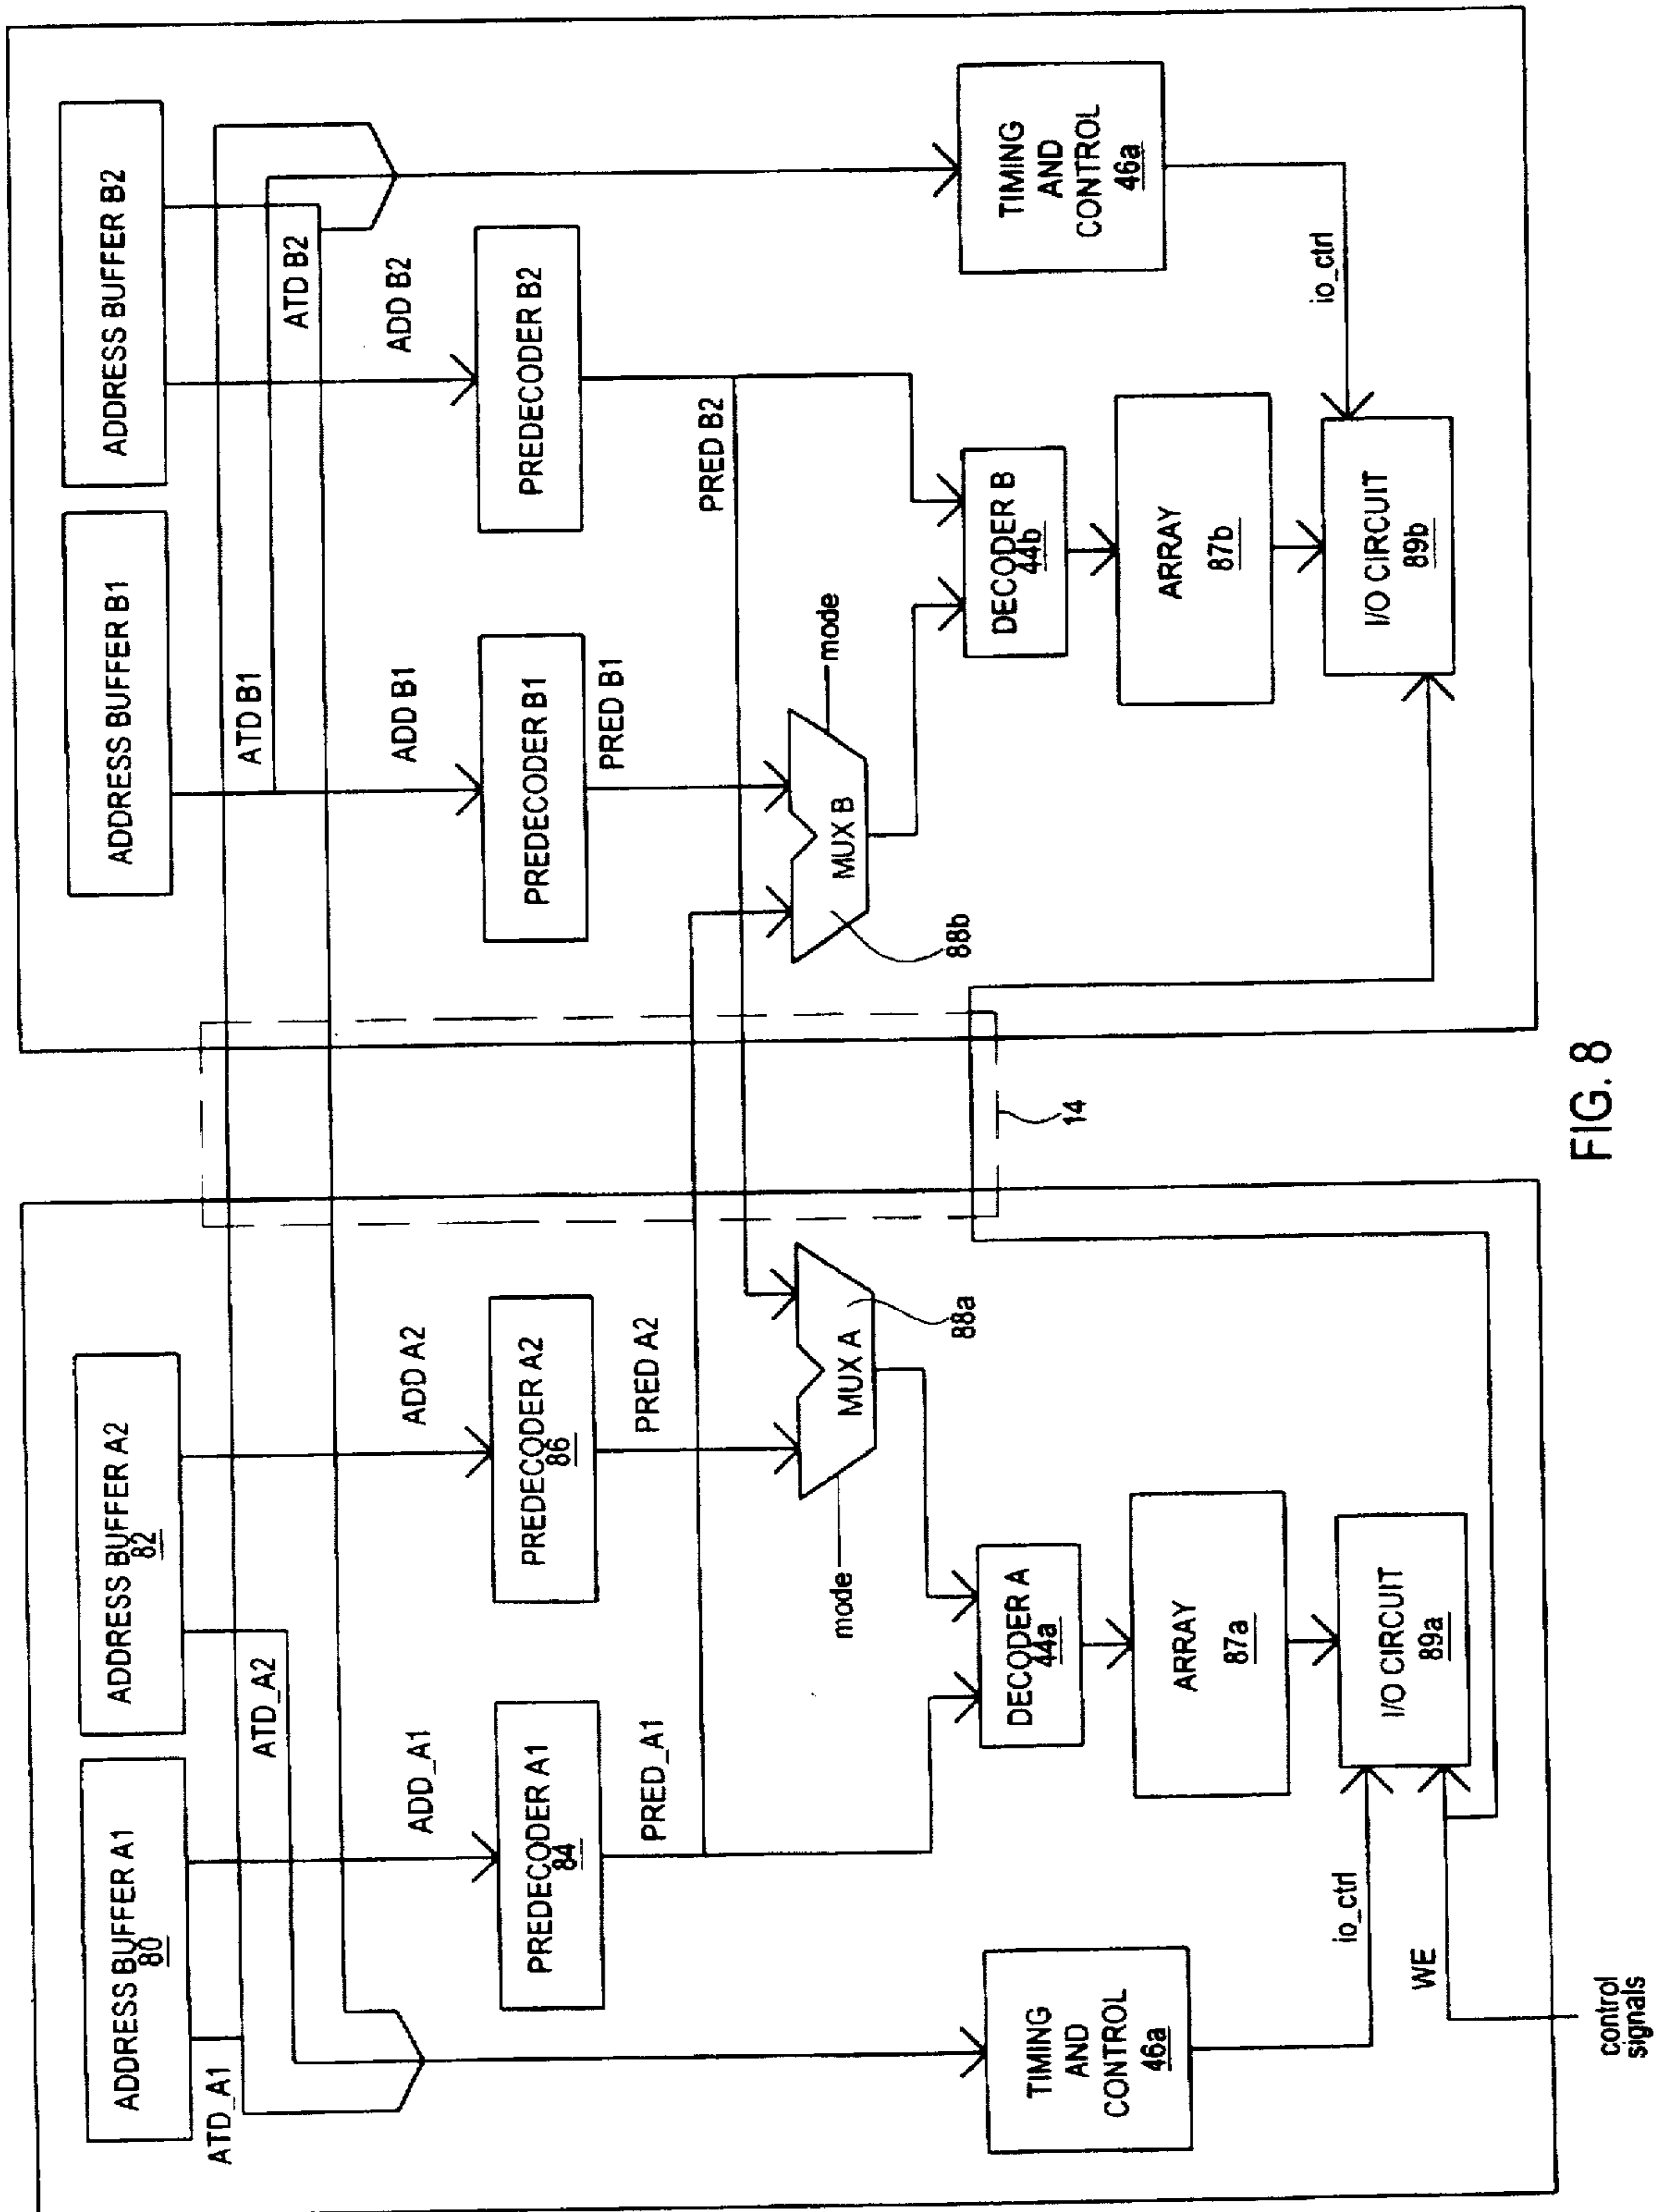 ADDRESS BUFFER A1
80
ADDRESS BUFFER A2
82
ADDRESS BUFFER B1
ADDRESS BUFFER B2
ATD_A1
ATD_A2
ATD B1
ATD B2
ADD_A1
ADD A2
ADD B1
ADD B2
PREDECODER A1
84
PREDECODER A2
86
PREDECODER B1
PREDECODER B2
PRED_A1
PRED A2
PRED B1
PRED B2
mode
MUX A
88a
MUX B
88b
mode
14
TIMING
AND
CONTROL
46a
DECODER A
44a
DECODER B
44b
TIMING
AND
CONTROL
46a
ARRAY
87a
ARRAY
87b
io_ctrl
WE
I/O CIRCUIT
89a
I/O CIRCUIT
89b
io_ctrl
control
signals
FIG. 8